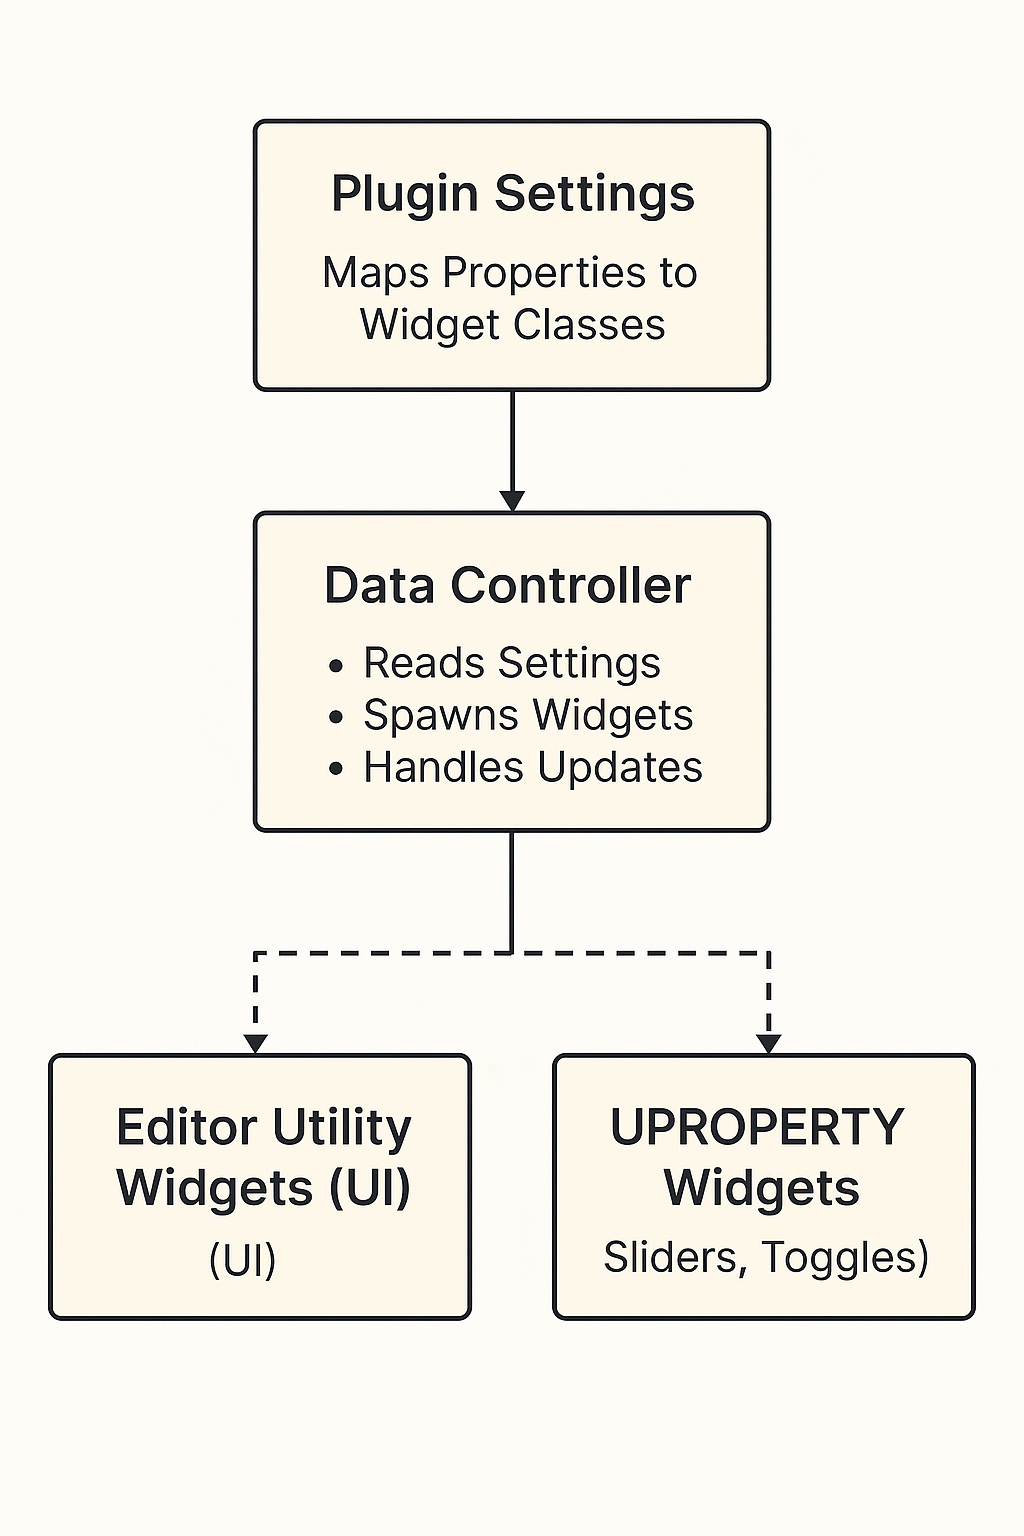 Plugin Settings
Maps Properties to
Widget Classes
Data Controller
• Reads Settings
• Spawns Widgets
• Handles Updates
Editor Utility
Widgets (UI)
(UI)
UPROPERTY
Widgets
Sliders, Toggles)